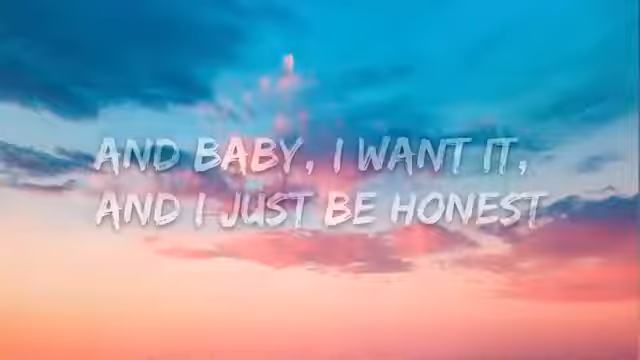 AND BABY, I WANT IT,
AND I JUST BE HONEST